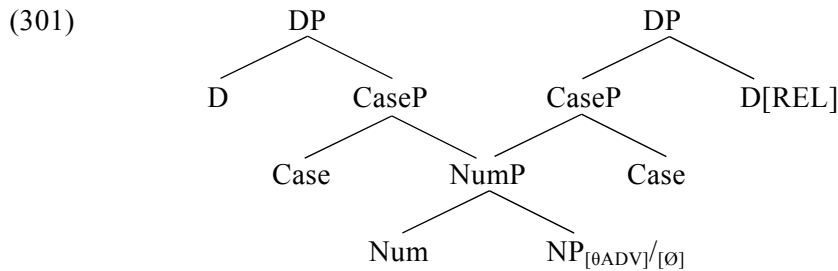 (301) DP DP
D CaseP CaseP D[REL]
Case NumP Case
Num NP[θADV]/[Ø]